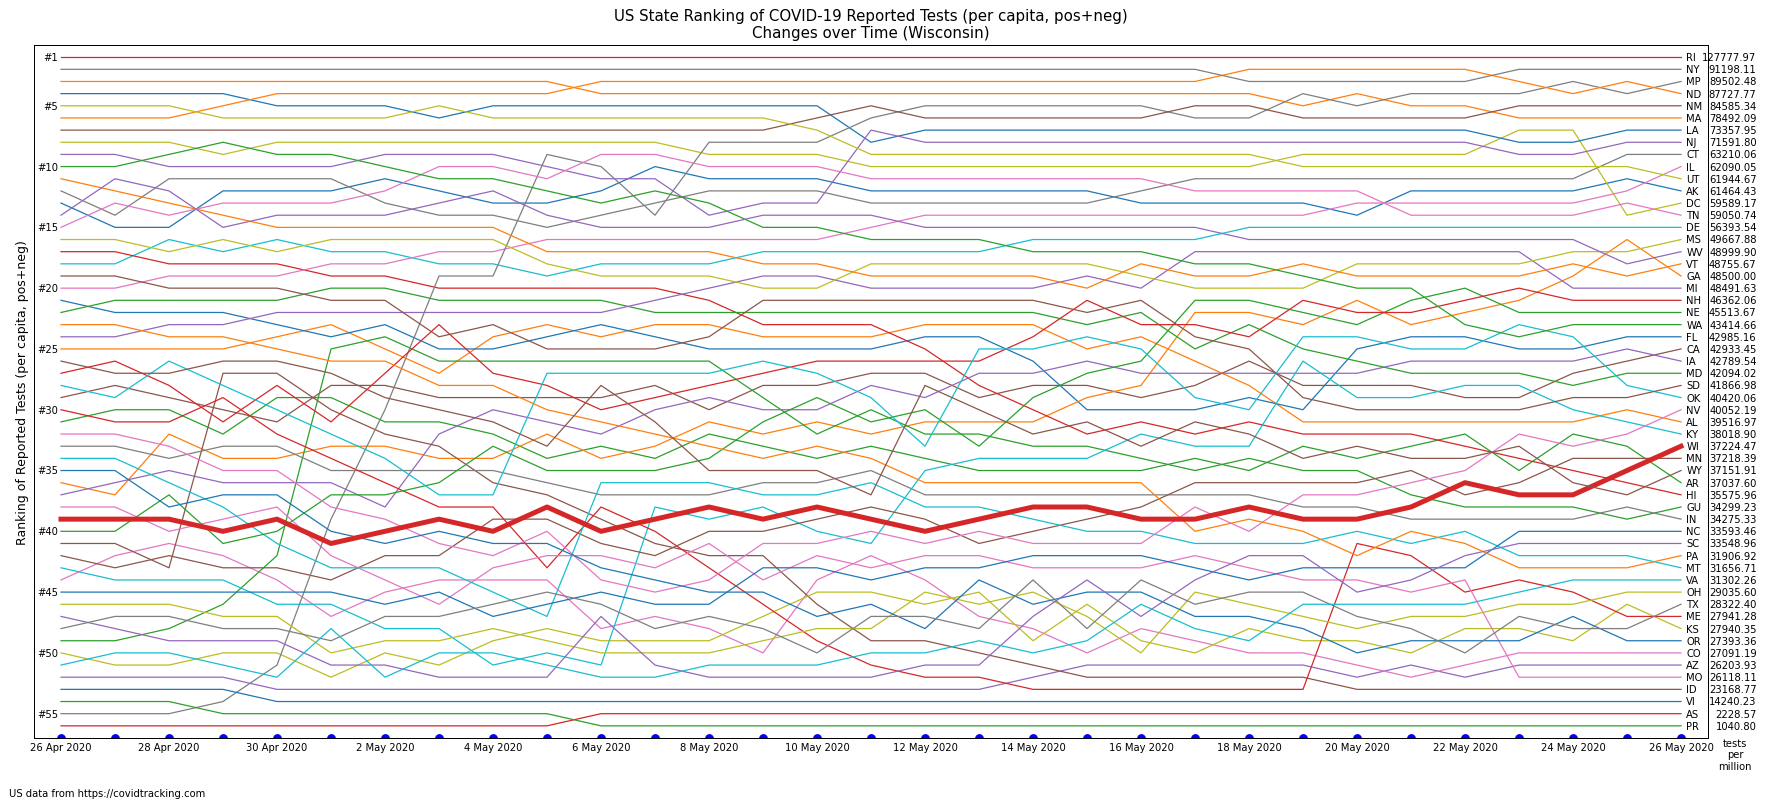 US State Ranking of COVID-19 Reported Tests (per capita, pos+neg)
Changes over Time (Wisconsin)
Ranking of Reported Tests (per capita, pos+neg)
#1
#5
#10
#15
#20
#25
#30
#35
#40
#45
#50
#55
RI 127777.97
NY 91198.11
MP 89502.48
ND 87727.77
NM 84585.34
MA 78492.09
LA 73357.95
NJ 71591.80
CT 63210.06
IL 62090.05
UT 61944.67
AK 61464.43
DC 59589.17
TN 59050.74
DE 56393.54
MS 49667.88
WV 48999.90
VT 48755.67
GA 48500.00
MI 48491.63
NH 46362.06
NE 45513.67
WA 43414.66
FL 42985.16
CA 42933.45
IA 42789.54
MD 42094.02
SD 41866.98
OK 40420.06
NV 40052.19
AL 39516.97
KY 38018.90
WI 37224.47
MN 37218.39
WY 37151.91
AR 37037.60
HI 35575.96
GU 34299.23
IN 34275.33
NC 33593.46
SC 33548.96
PA 31906.92
MT 31656.71
VA 31302.26
OH 29035.60
TX 28322.40
ME 27941.28
KS 27940.35
OR 27393.36
CO 27091.19
AZ 26203.93
MO 26118.11
ID 23168.77
VI 14240.23
AS 2228.57
PR 1040.80
26 Apr 2020 28 Apr 2020 30 Apr 2020 2 May 2020 4 May 2020 6 May 2020 8 May 2020 10 May 2020 12 May 2020 14 May 2020 16 May 2020 18 May 2020 20 May 2020 22 May 2020 24 May 2020 26 May 2020
tests
per
million
US data from https://covidtracking.com